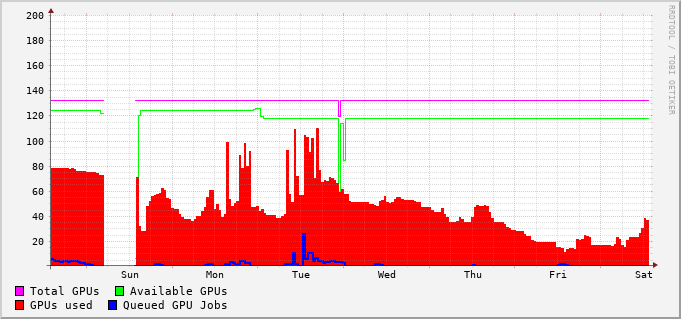 200
180
160
140
120
100
80
60
40
20
Sun Mon Tue Wed Thu Fri Sat
Total GPUs Available GPUs
GPUs used Queued GPU Jobs
RRDTOOL / TOBI OETIKER